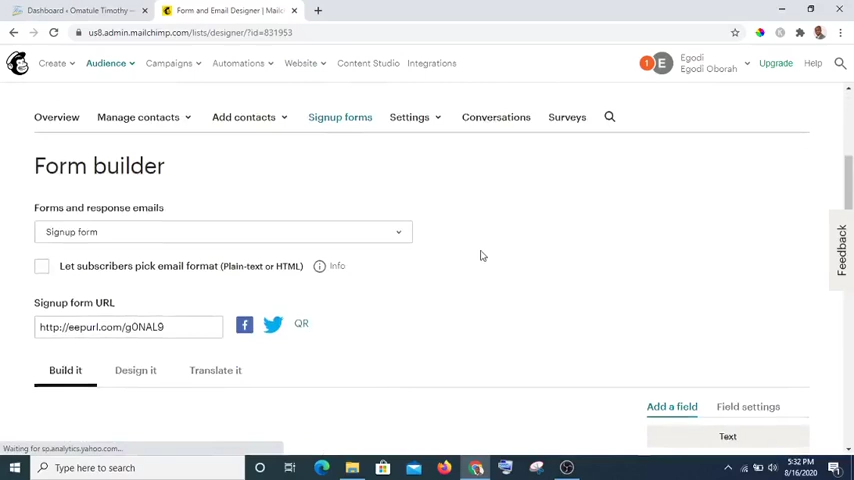 Dashboard ‹ Omatule Timothy —
Form and Email Designer | Mailc
us8.admin.mailchimp.com/lists/designer/?id=831953
Create
Audience
Campaigns
Automations
Website
Content Studio
Integrations
1
E
Egodi
Egodi Oborah
Upgrade
Help
Overview
Manage contacts
Add contacts
Signup forms
Settings
Conversations
Surveys
Form builder
Forms and response emails
Signup form
Let subscribers pick email format (Plain-text or HTML)
Info
Signup form URL
http://eepurl.com/g0NAL9
QR
Build it
Design it
Translate it
Add a field
Field settings
Text
Feedback
Waiting for sp.analytics.yahoo.com...
Type here to search
5:32 PM
8/16/2020